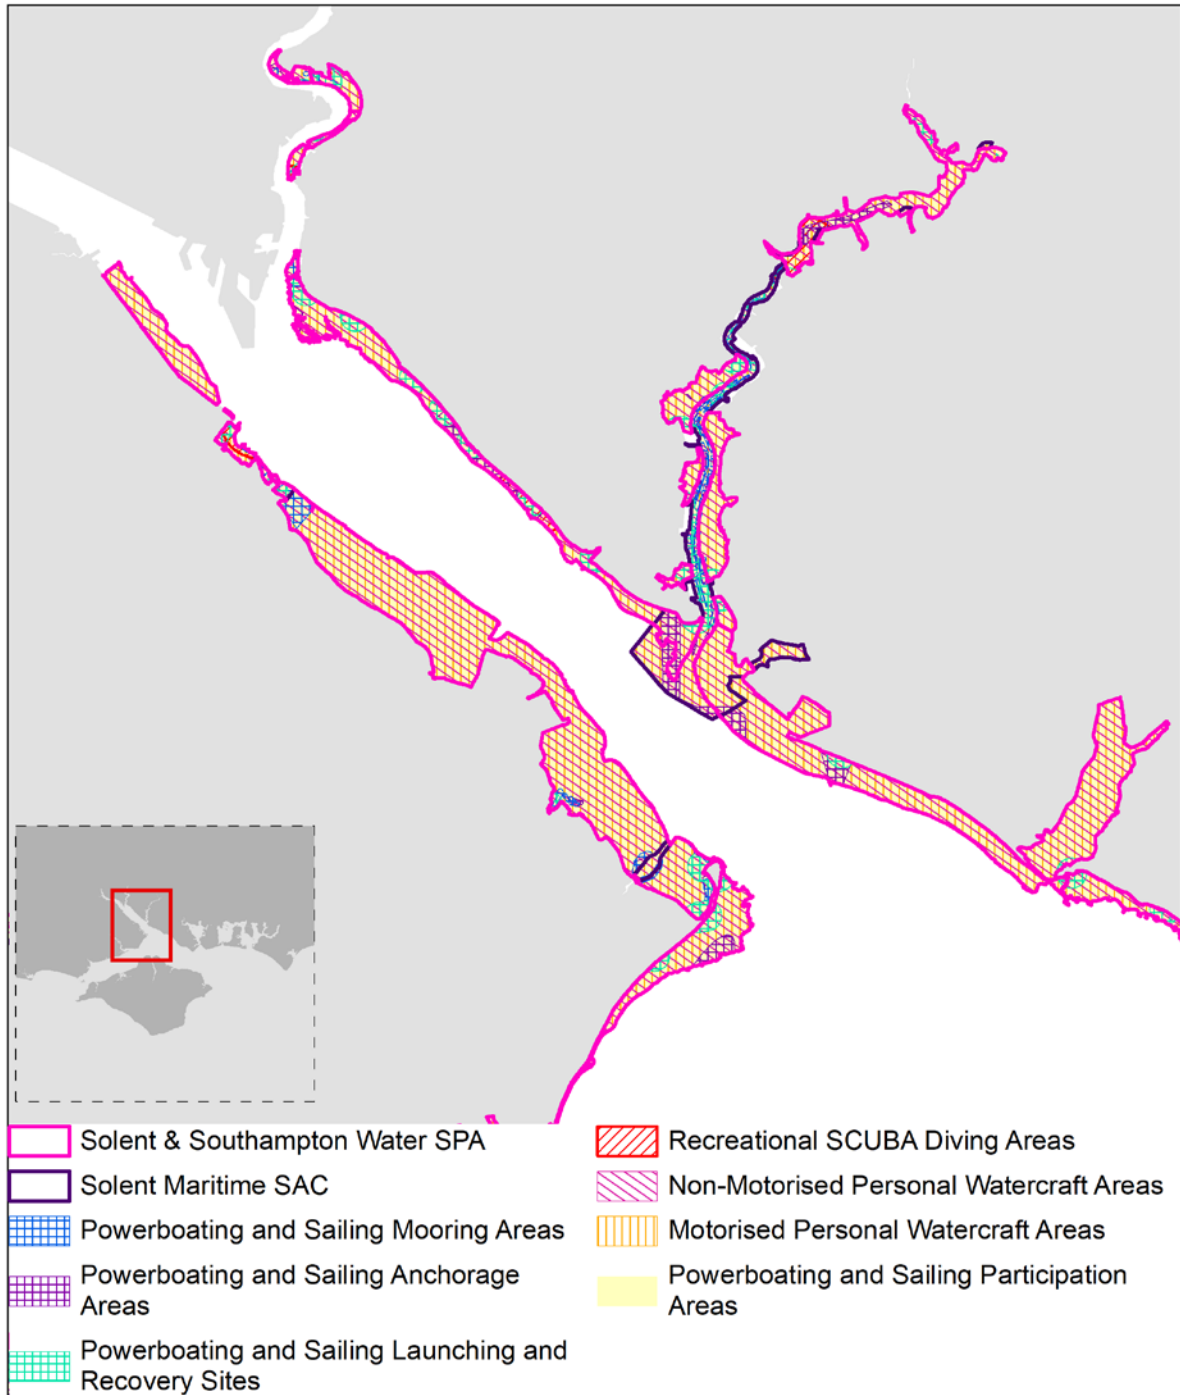 Solent & Southampton Water SPA
Solent Maritime SAC
Powerboating and Sailing Mooring Areas
Powerboating and Sailing Anchorage
Areas
Powerboating and Sailing Launching and
Recovery Sites
Recreational SCUBA Diving Areas
Non-Motorised Personal Watercraft Areas
Motorised Personal Watercraft Areas
Powerboating and Sailing Participation
Areas